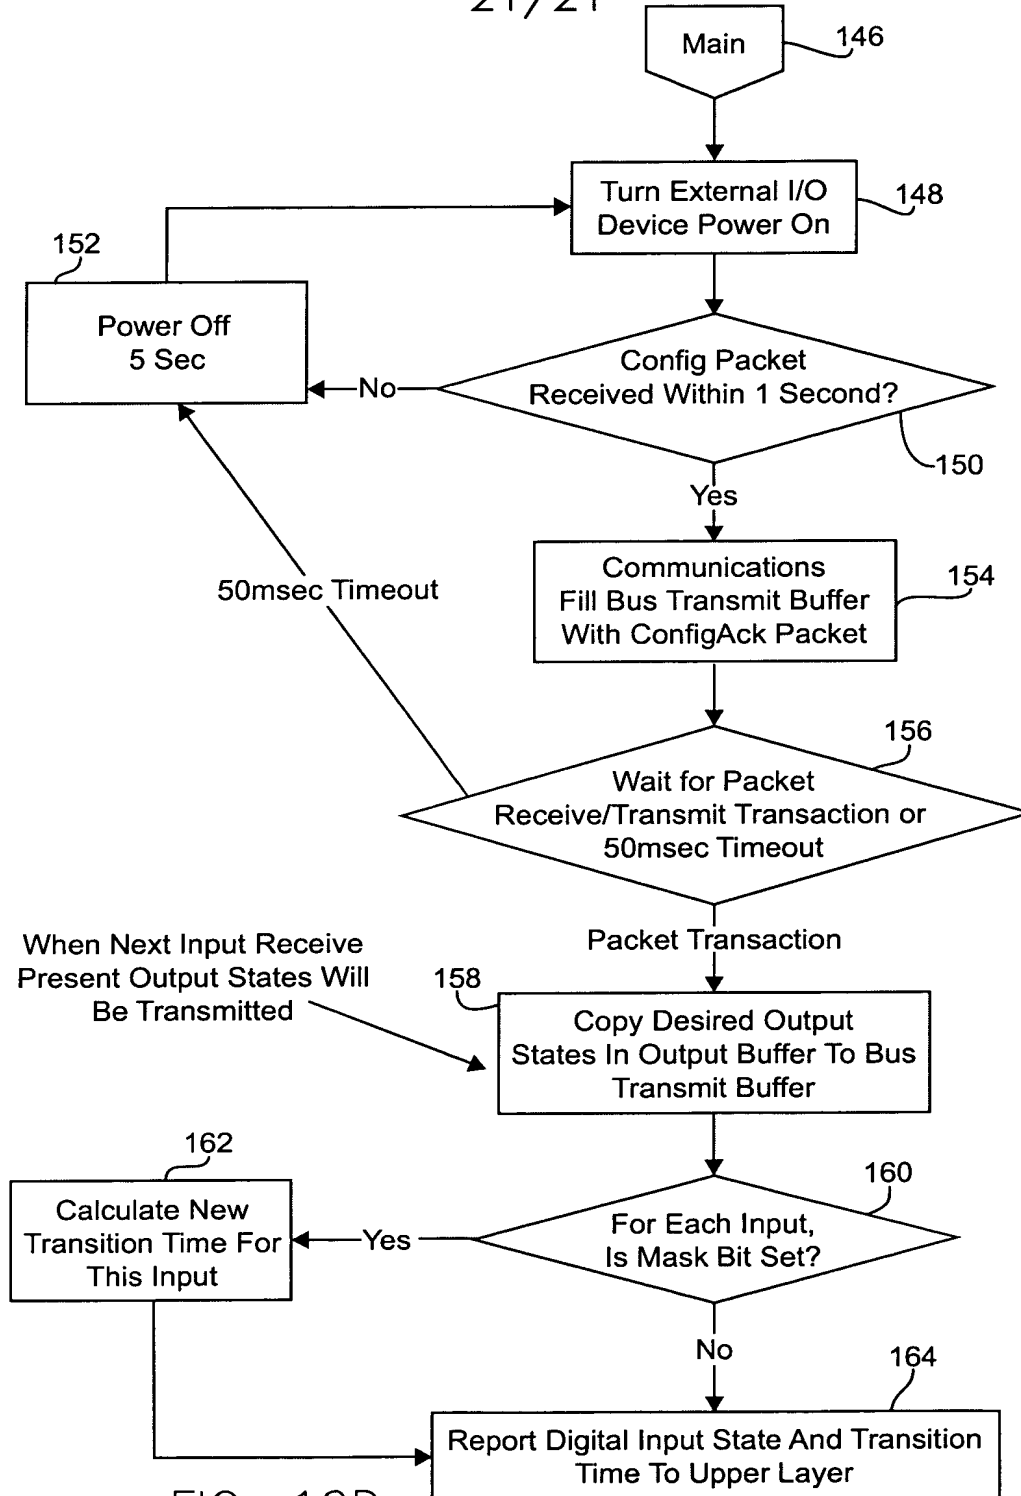 21/21
Main
146
Turn External I/O
Device Power On
148
152
Power Off
5 Sec
Config Packet
Received Within 1 Second?
No
150
Yes
Communications
Fill Bus Transmit Buffer
With ConfigAck Packet
154
50msec Timeout
156
Wait for Packet
Receive/Transmit Transaction or
50msec Timeout
Packet Transaction
When Next Input Receive
Present Output States Will
Be Transmitted
158
Copy Desired Output
States In Output Buffer To Bus
Transmit Buffer
162
160
Calculate New
Transition Time For
This Input
Yes
For Each Input,
Is Mask Bit Set?
No
164
Report Digital Input State And Transition
Time To Upper Layer